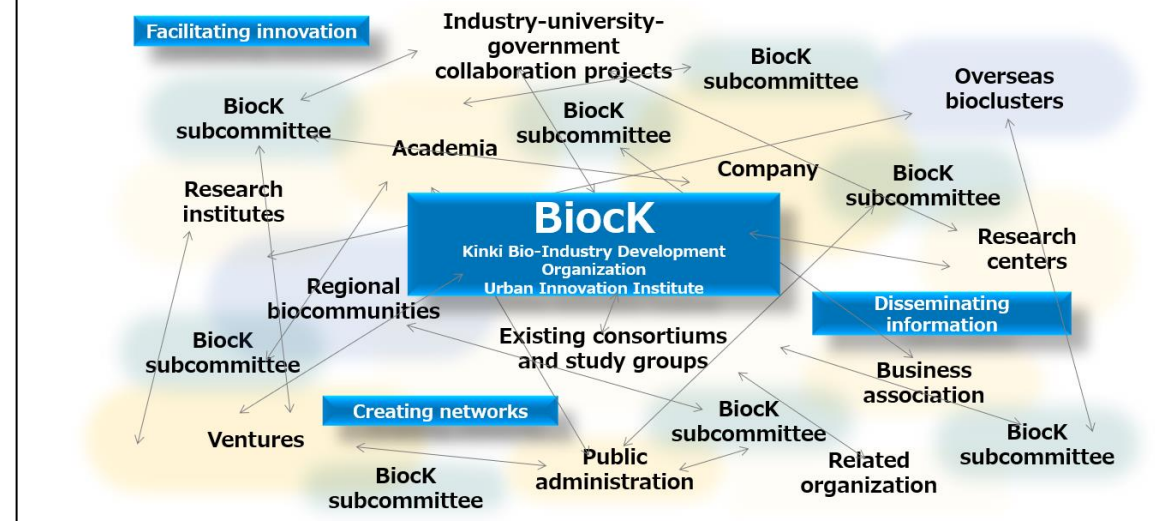 Facilitating innovation
Industry-university-
government
collaboration projects
BiocK
subcommittee
Overseas
bioclusters
BiocK
subcommittee
BiocK
subcommittee
Academia
Company
BiocK
subcommittee
Research
institutes
BiocK
Kinki Bio-Industry Development
Organization
Urban Innovation Institute
Research
centers
Regional
biocommunities
Disseminating
information
BiocK
subcommittee
Existing consortiums
and study groups
Business
association
Creating networks
BiocK
subcommittee
Ventures
BiocK
subcommittee
Public
administration
Related
organization
BiocK
subcommittee